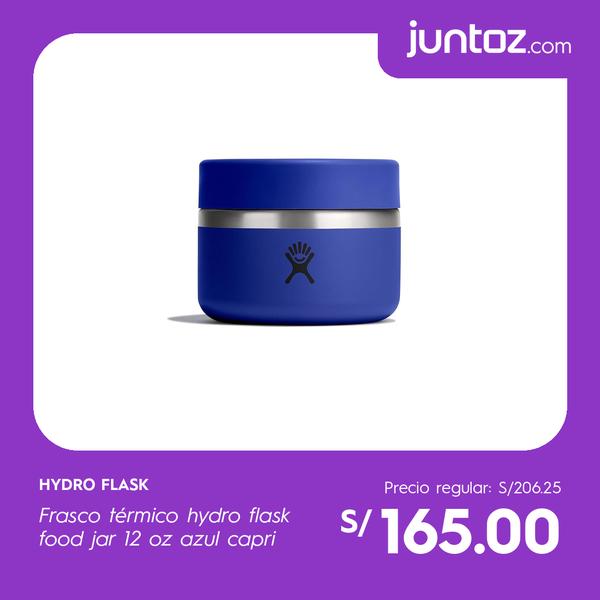 juntoz.com
HYDRO FLASK
Frasco térmico hydro flask
food jar 12 oz azul capri
Precio regular: S/206.25
S/165.00